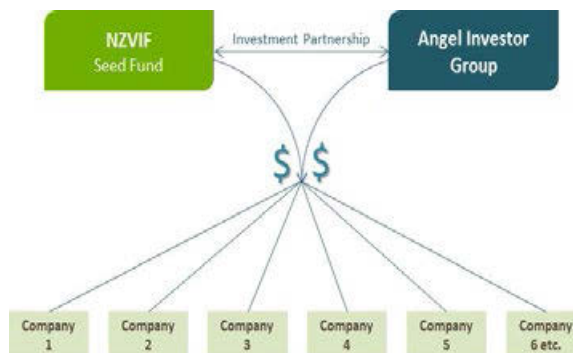 NZVIF
Seed Fund
Investment Partnership
Angel Investor
Group
$ $
Company
1
Company
2
Company
3
Company
4
Company
5
Company
6 etc.